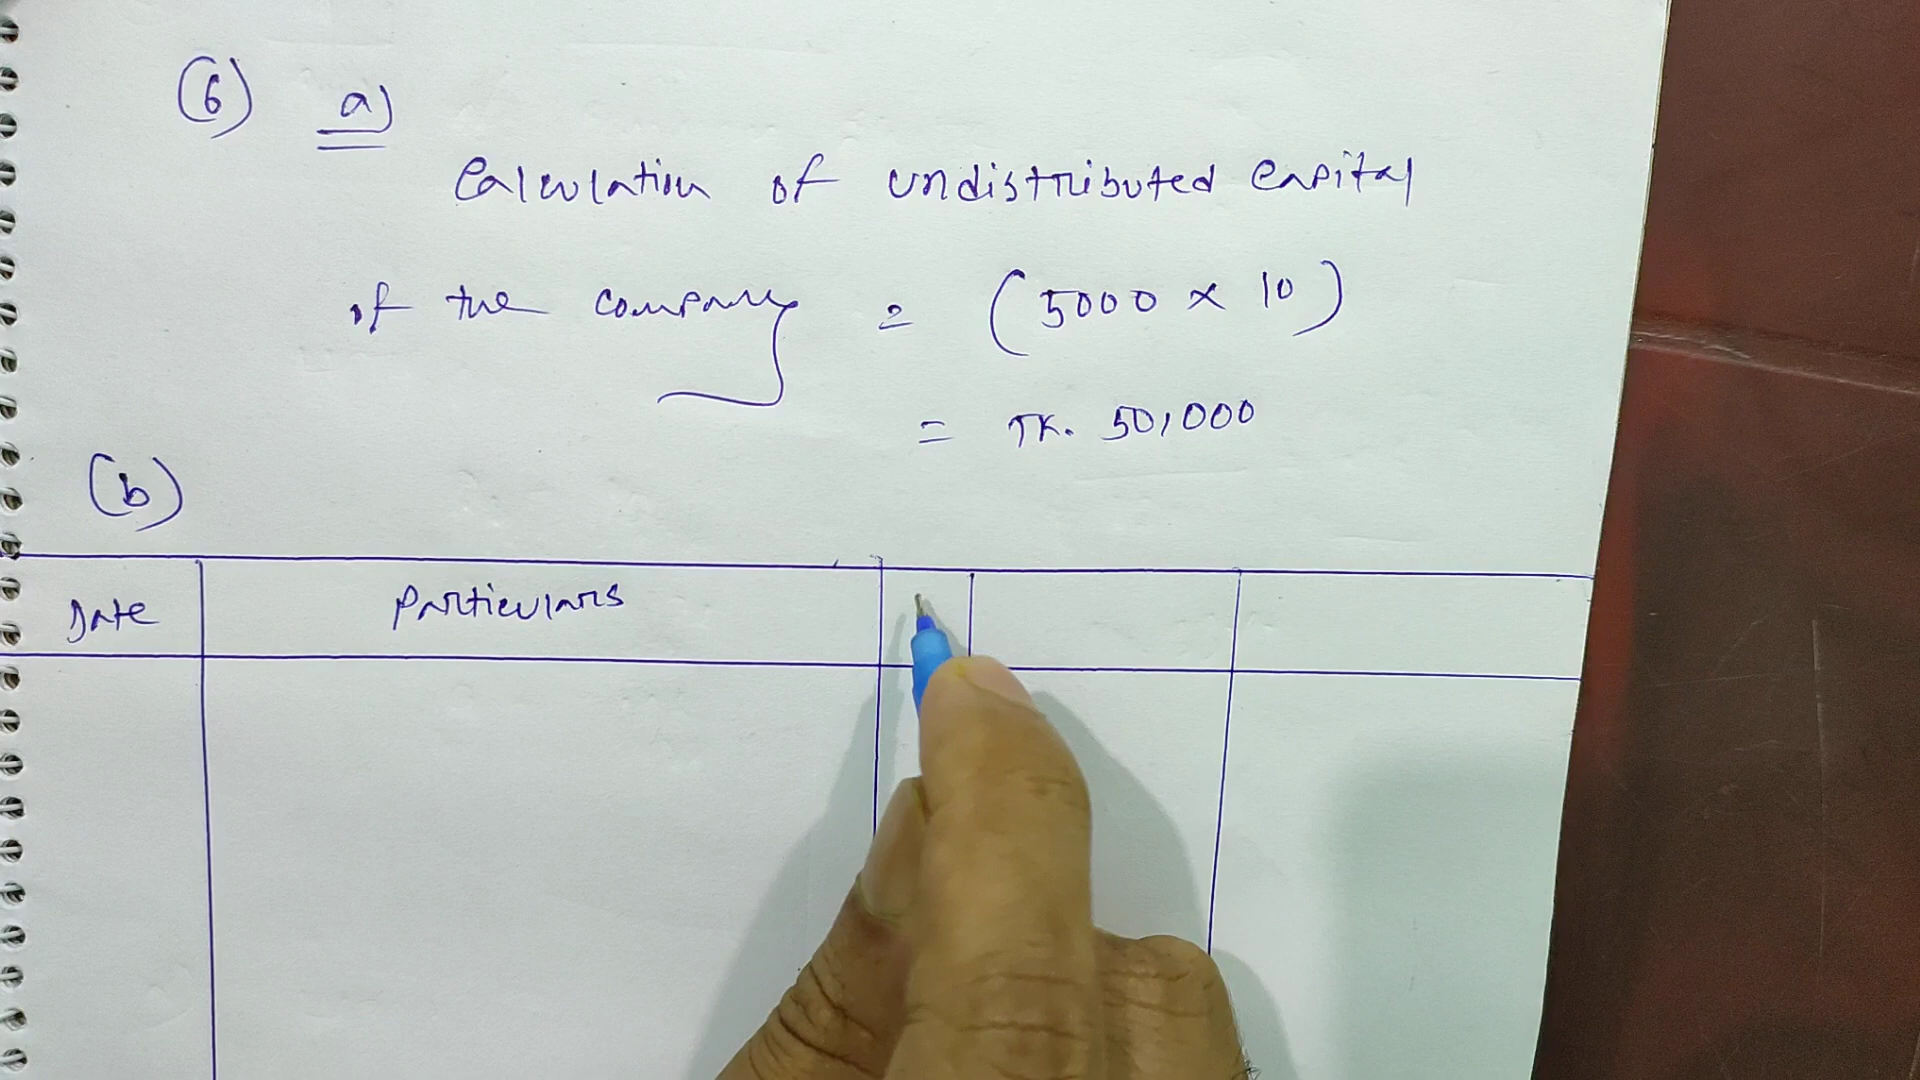 (6) a)
Calculation of undistributed capital
of the company = (5000 × 10)
= TK. 50,000
(b)
Date Particulars